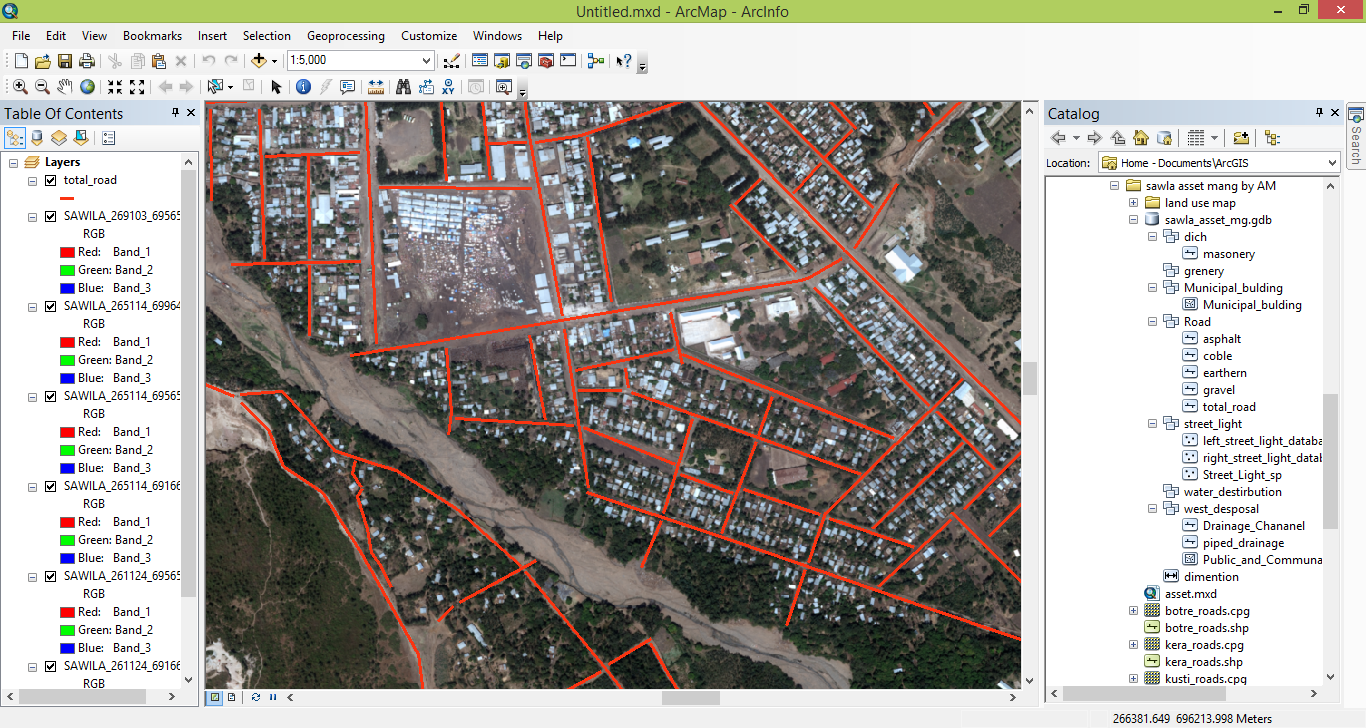 Untitled.mxd - ArcMap - ArcInfo
File Edit View Bookmarks Insert Selection Geoprocessing Customize Windows Help
1:5,000
Table Of Contents
Layers
total_road
SAWILA_269103_69565
RGB
Red: Band_1
Green: Band_2
Blue: Band_3
SAWILA_265114_69964
RGB
Red: Band_1
Green: Band_2
Blue: Band_3
SAWILA_265114_69565
RGB
Red: Band_1
Green: Band_2
Blue: Band_3
SAWILA_265114_69166
RGB
Red: Band_1
Green: Band_2
Blue: Band_3
SAWILA_261124_69565
RGB
Red: Band_1
Green: Band_2
Blue: Band_3
SAWILA_261124_69166
RGB
Catalog
Location: Home - Documents\ArcGIS
sawla asset mang by AM
land use map
sawla_asset_mg.gdb
dich
masonery
grenery
Municipal_bulding
Municipal_bulding
Road
asphalt
coble
earthern
gravel
total_road
street_light
left_street_light_databa
right_street_light_datal
Street_Light_sp
water_destirbution
west_desposal
Drainage_Chananel
piped_drainage
Public_and_Communa
dimention
asset.mxd
botre_roads.cpg
botre_roads.shp
kera_roads.cpg
kera_roads.shp
kusti_roads.cpg
Search
266381.649 696213.998 Meters